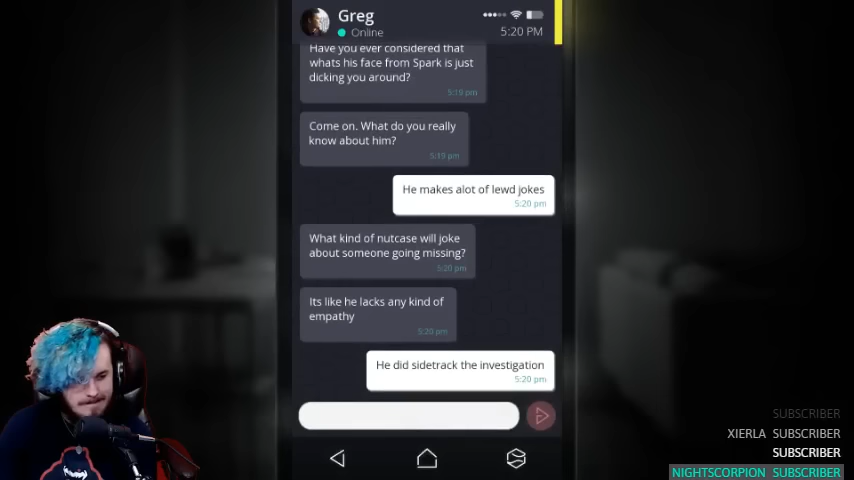 Greg
Online
5:20 PM
Have you ever considered that
whats his face from Spark is just
dicking you around?
5:19 pm
Come on. What do you really
know about him?
5:19 pm
He makes alot of lewd jokes
5:20 pm
What kind of nutcase will joke
about someone going missing?
5:20 pm
Its like he lacks any kind of
empathy
5:20 pm
He did sidetrack the investigation
5:20 pm
SUBSCRIBER
XIERLA SUBSCRIBER
SUBSCRIBER
NIGHTSCORPION SUBSCRIBER